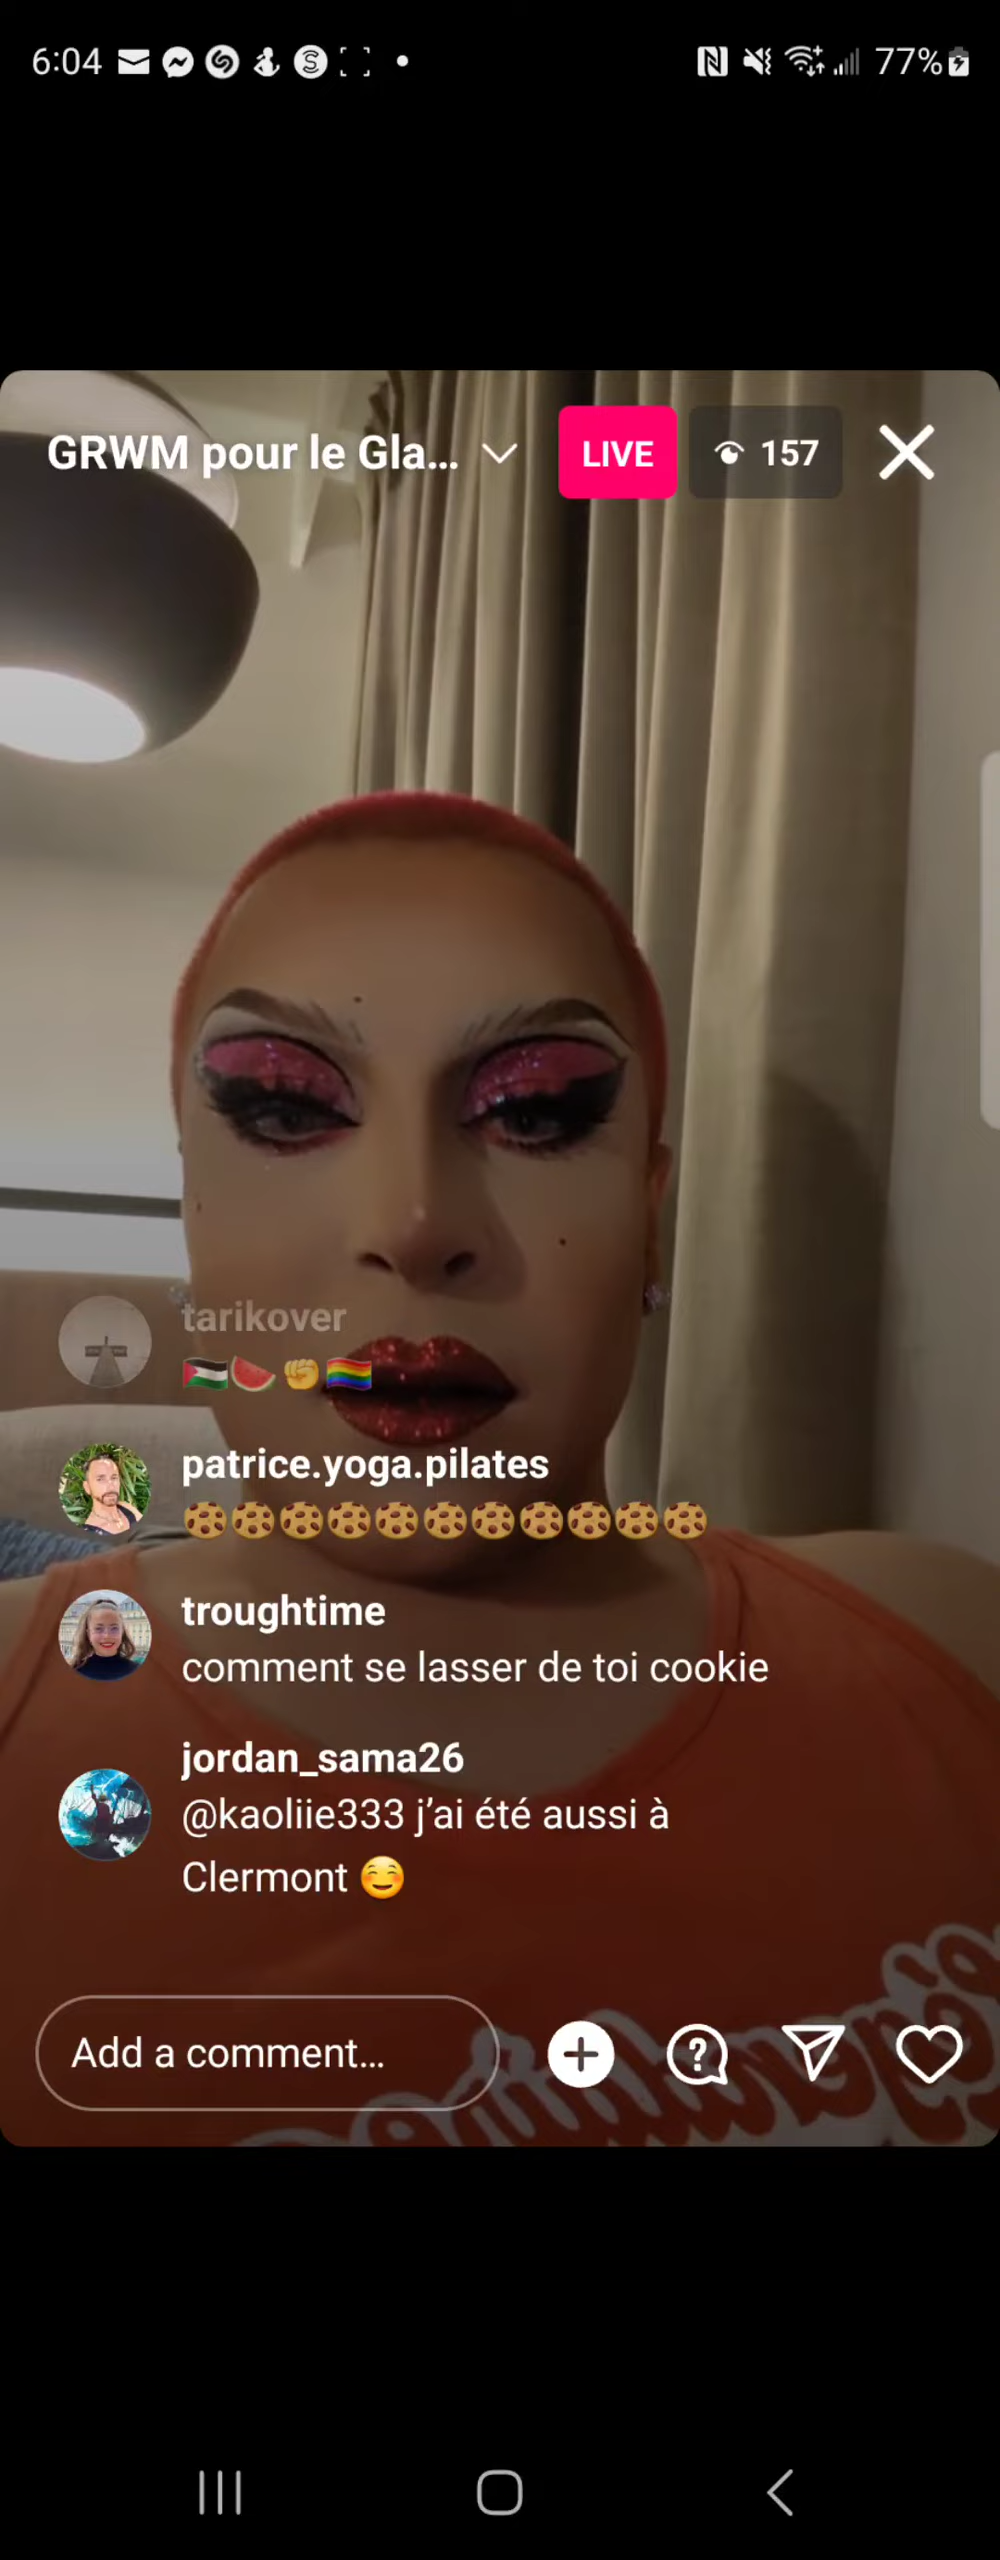 6:04
77%
GRWM pour le Gla...
LIVE
157
tarikover
🇵🇸🍉✊🏳️‍🌈
patrice.yoga.pilates
🍪🍪🍪🍪🍪🍪🍪🍪🍪🍪🍪
troughtime
comment se lasser de toi cookie
jordan_sama26
@kaoliie333 j’ai été aussi à
Clermont ☺️
Add a comment...